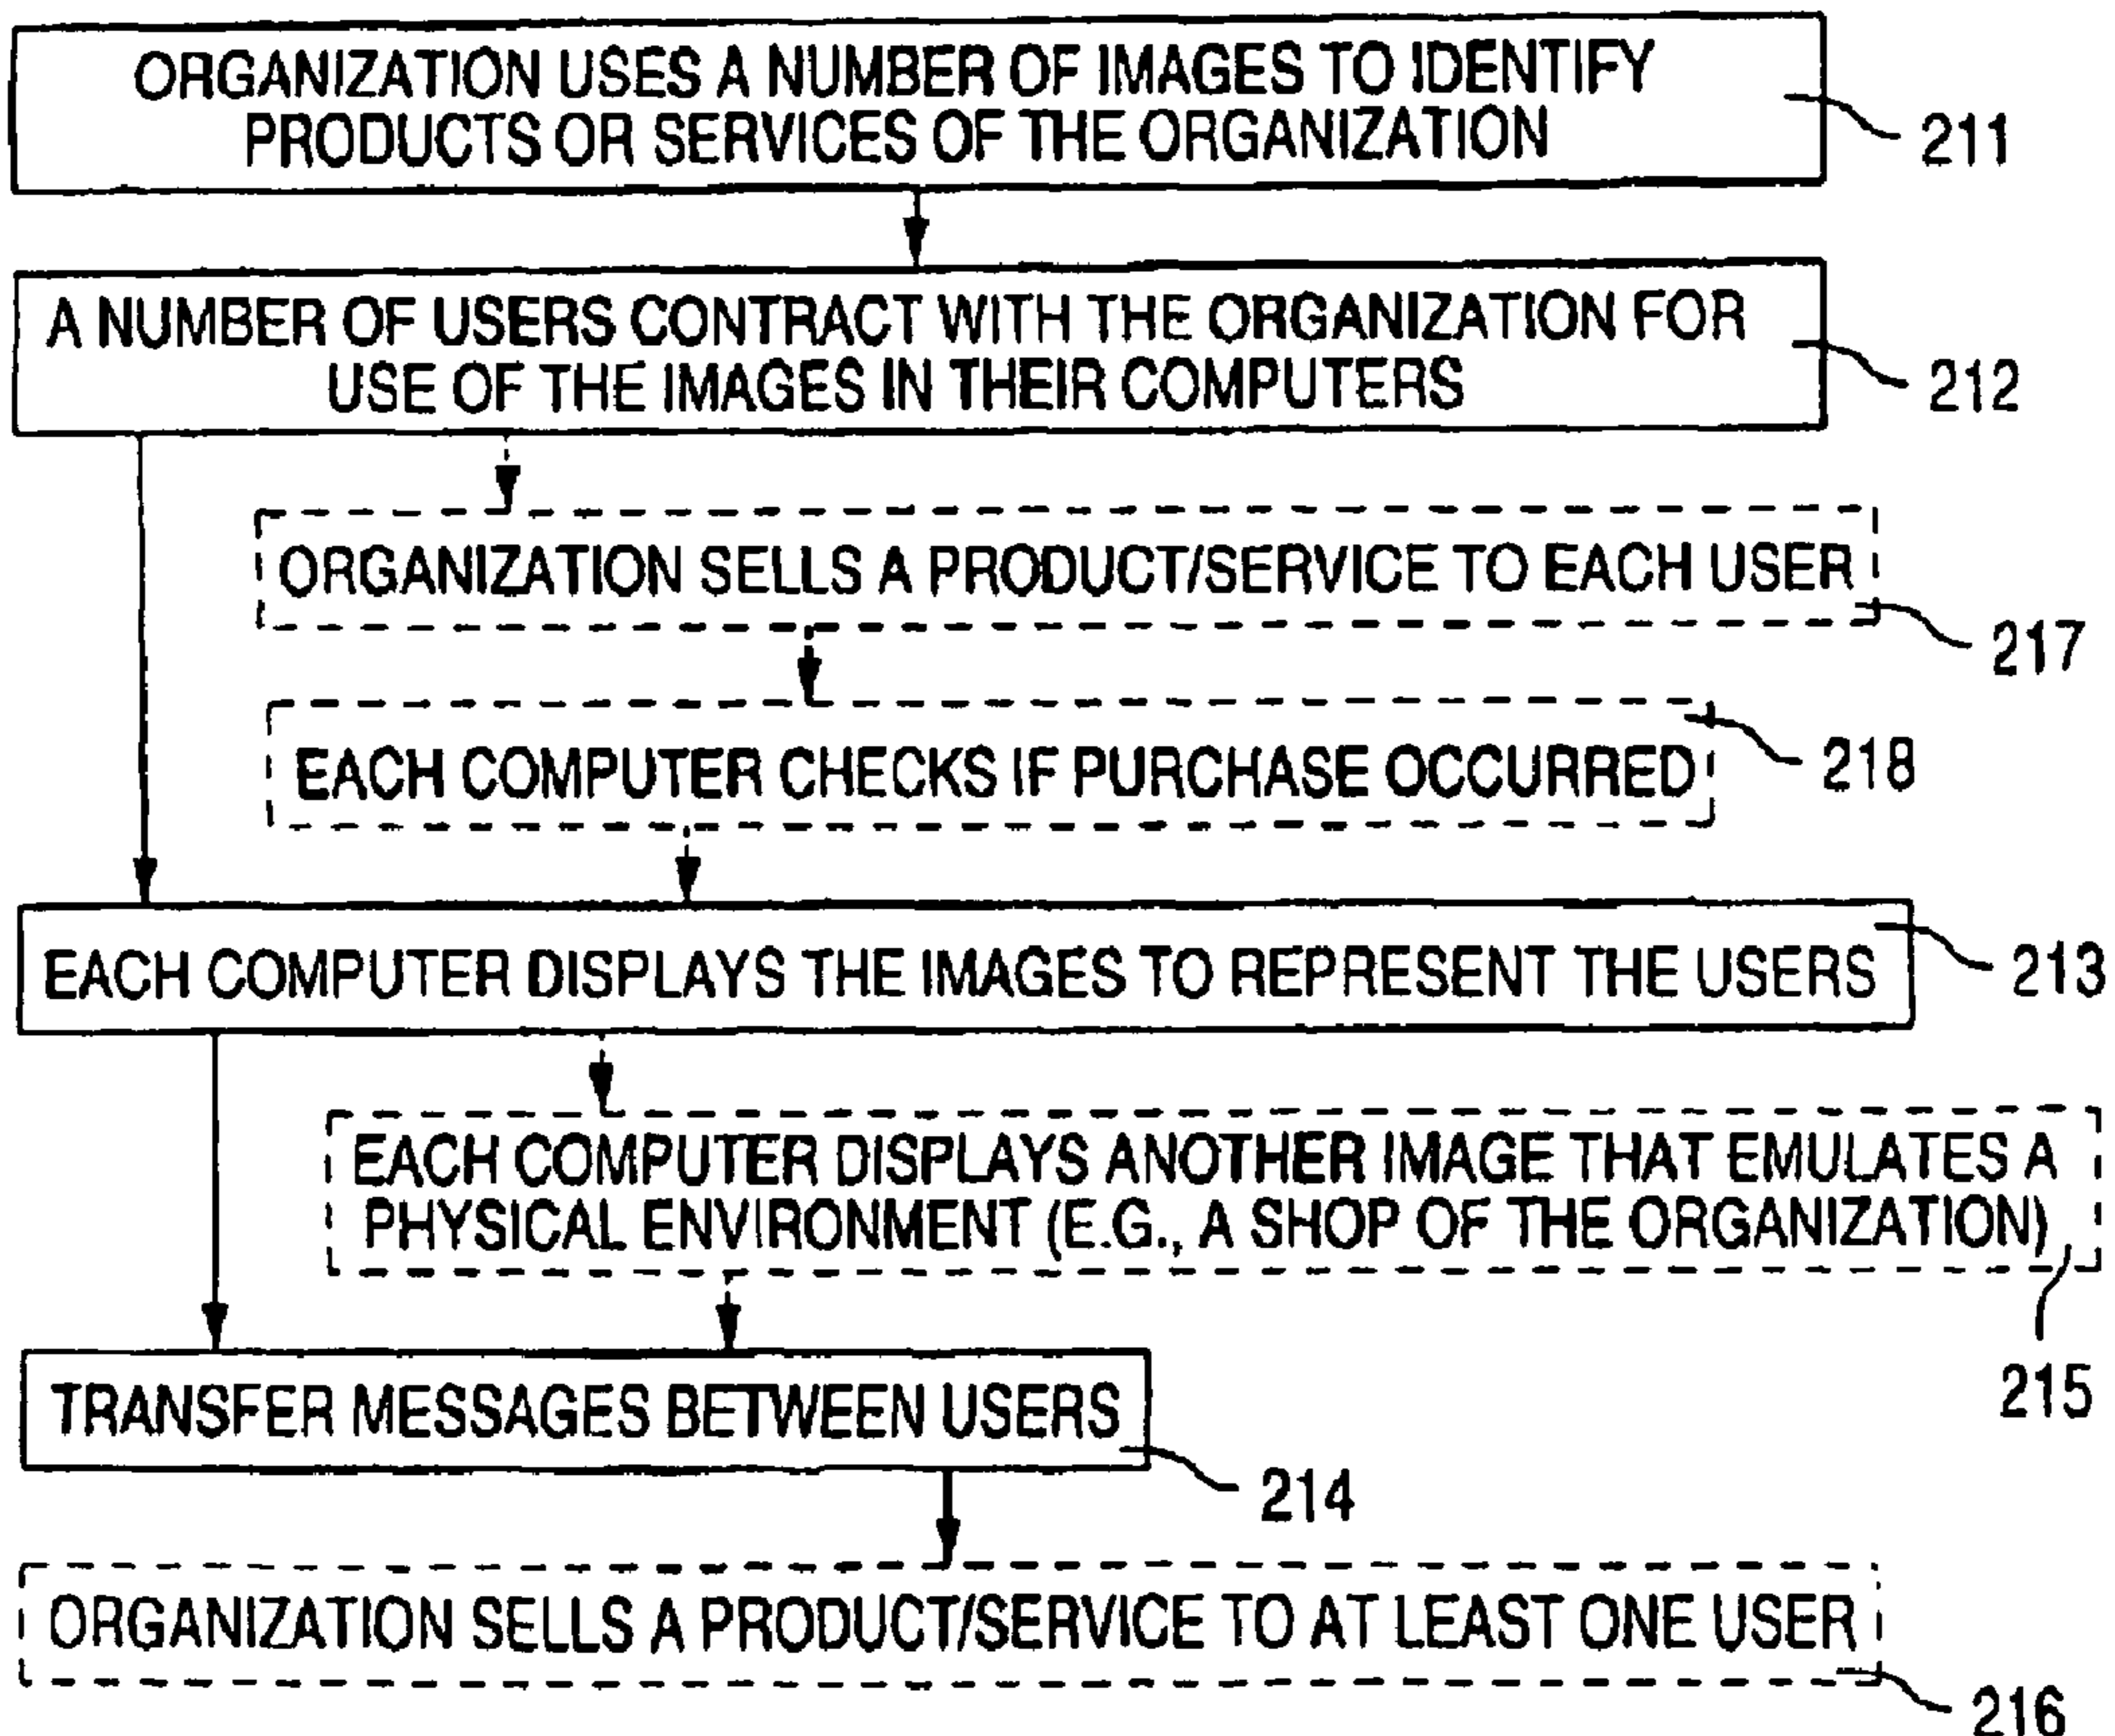 ORGANIZATION USES A NUMBER OF IMAGES TO IDENTIFY
PRODUCTS OR SERVICES OF THE ORGANIZATION
211
A NUMBER OF USERS CONTRACT WITH THE ORGANIZATION FOR
USE OF THE IMAGES IN THEIR COMPUTERS
212
ORGANIZATION SELLS A PRODUCT/SERVICE TO EACH USER
217
EACH COMPUTER CHECKS IF PURCHASE OCCURRED
218
EACH COMPUTER DISPLAYS THE IMAGES TO REPRESENT THE USERS
213
EACH COMPUTER DISPLAYS ANOTHER IMAGE THAT EMULATES A
PHYSICAL ENVIRONMENT (E.G., A SHOP OF THE ORGANIZATION)
215
TRANSFER MESSAGES BETWEEN USERS
214
ORGANIZATION SELLS A PRODUCT/SERVICE TO AT LEAST ONE USER
216